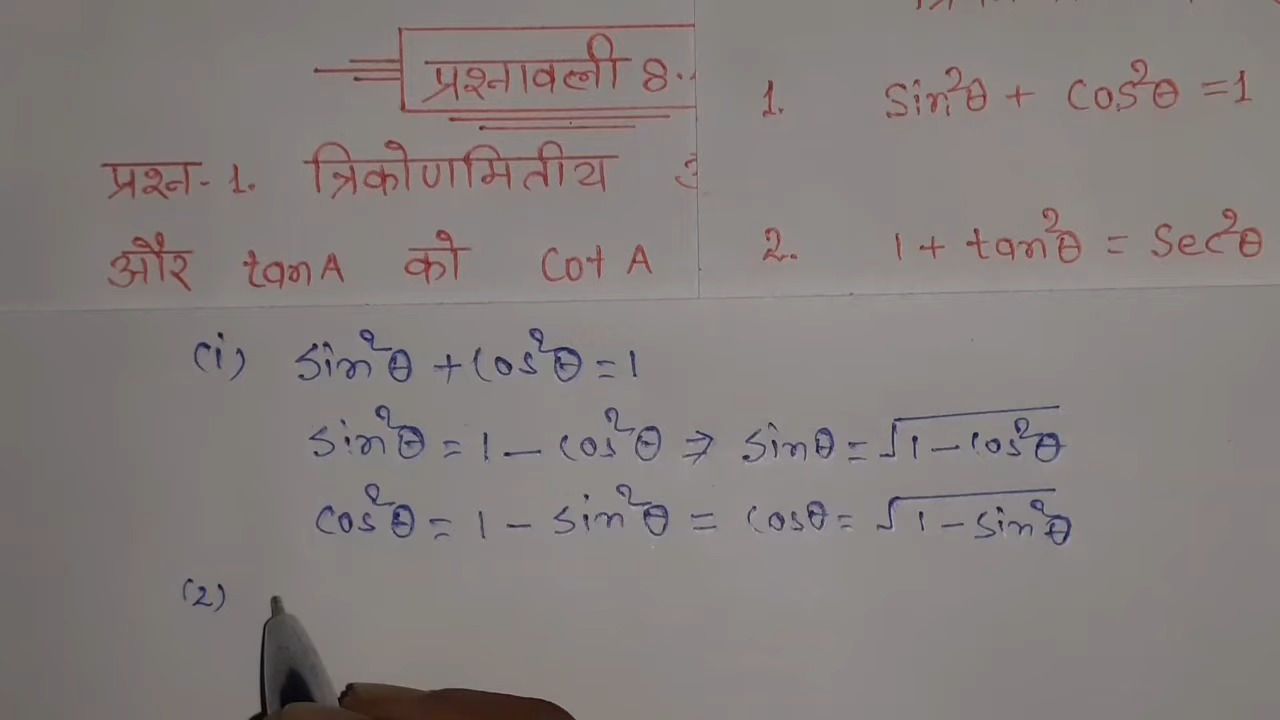 प्रश्नावली 8.
प्रश्न-1. त्रिकोणमितीय
और tanA को Cot A
1. Sin²θ + Cos²θ = 1
2. 1 + tan²θ = Sec²θ
(i) Sin²θ + Cos²θ = 1
Sin²θ = 1 - Cos²θ ⇒ Sinθ = √1 - Cos²θ
Cos²θ = 1 - Sin²θ = Cosθ = √1 - Sin²θ
(2)